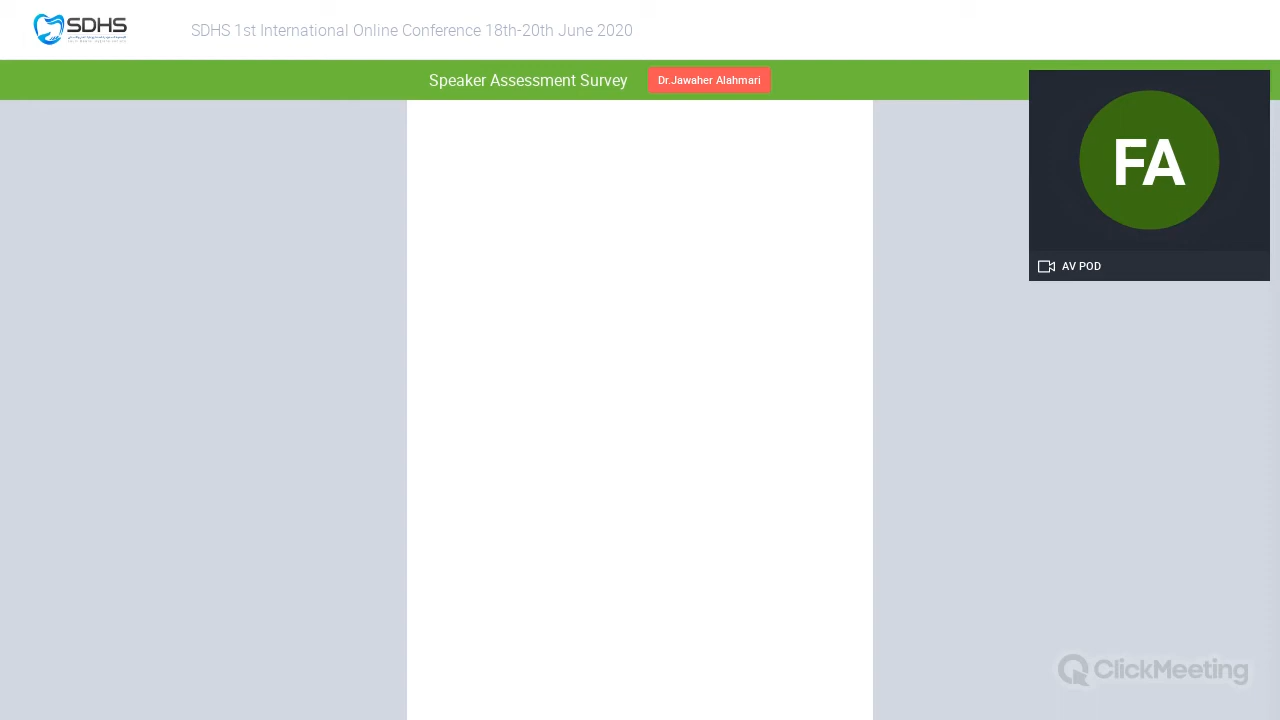 SDHS
SDHS 1st International Online Conference 18th-20th June 2020
Speaker Assessment Survey
Dr.Jawaher Alahmari
FA
AV POD
ClickMeeting